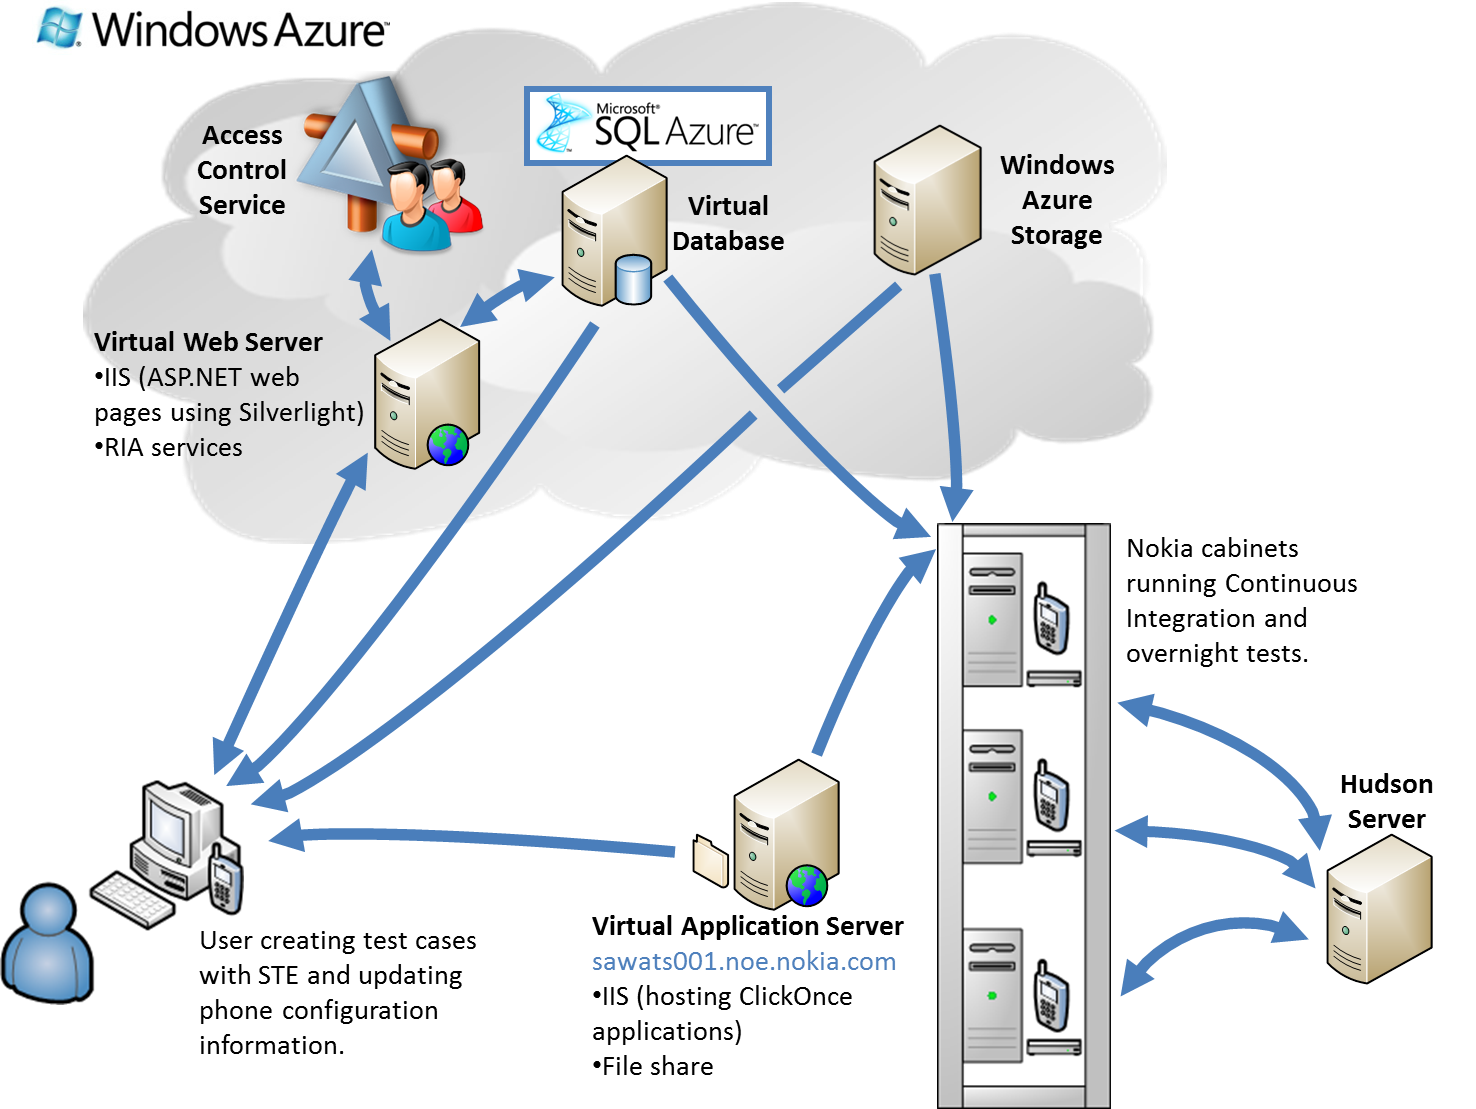 Windows Azure™
Access
Control
Service
Microsoft®
SQL Azure™
Virtual
Database
Windows
Azure
Storage
Virtual Web Server
•IIS (ASP.NET web
pages using Silverlight)
•RIA services
Nokia cabinets
running Continuous
Integration and
overnight tests.
Hudson
Server
User creating test cases
with STE and updating
phone configuration
information.
Virtual Application Server
sawats001.noe.nokia.com
•IIS (hosting ClickOnce
applications)
•File share